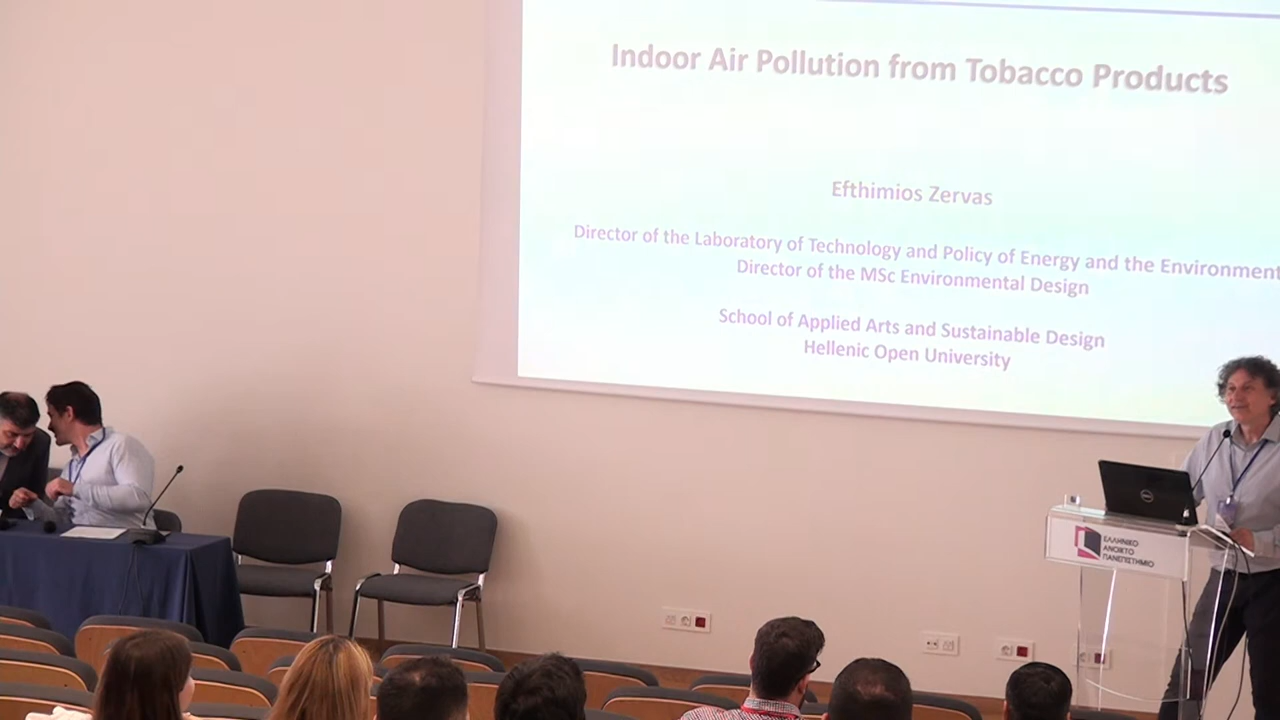 Indoor Air Pollution from Tobacco Products
Efthimios Zervas
Director of the Laboratory of Technology and Policy of Energy and the Environment
Director of the MSc Environmental Design
School of Applied Arts and Sustainable Design
Hellenic Open University
DELL
ΕΛΛΗΝΙΚΟ
ΑΝΟΙΚΤΟ
ΠΑΝΕΠΙΣΤΗΜΙΟ